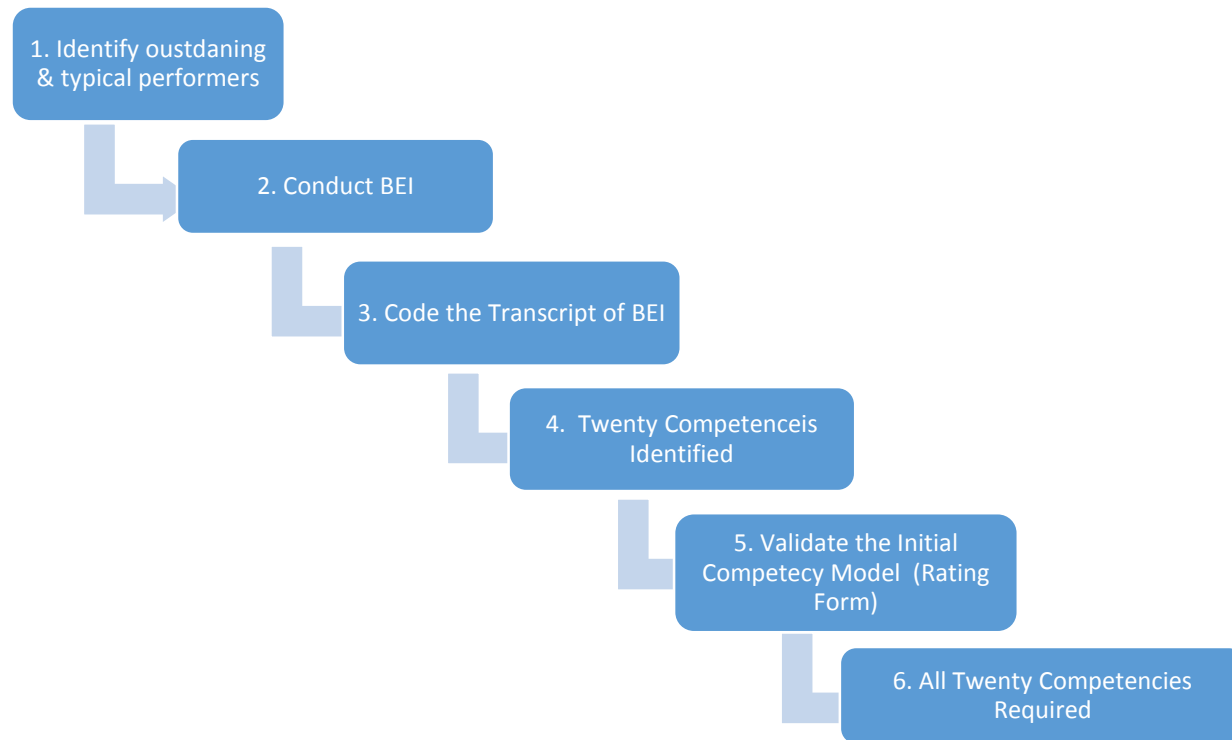 1. Identify oustdaning
& typical performers
2. Conduct BEI
3. Code the Transcript of BEI
4. Twenty Competenceis
Identified
5. Validate the Initial
Competecy Model (Rating
Form)
6. All Twenty Competencies
Required